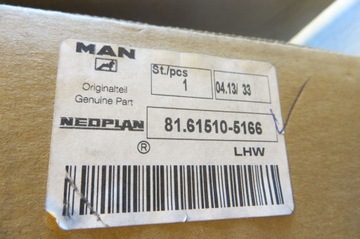 MAN
St./pcs
1
04.13/ 33
Originalteil
Genuine Part
NEOPLAN
81.61510-5166
®
LHW